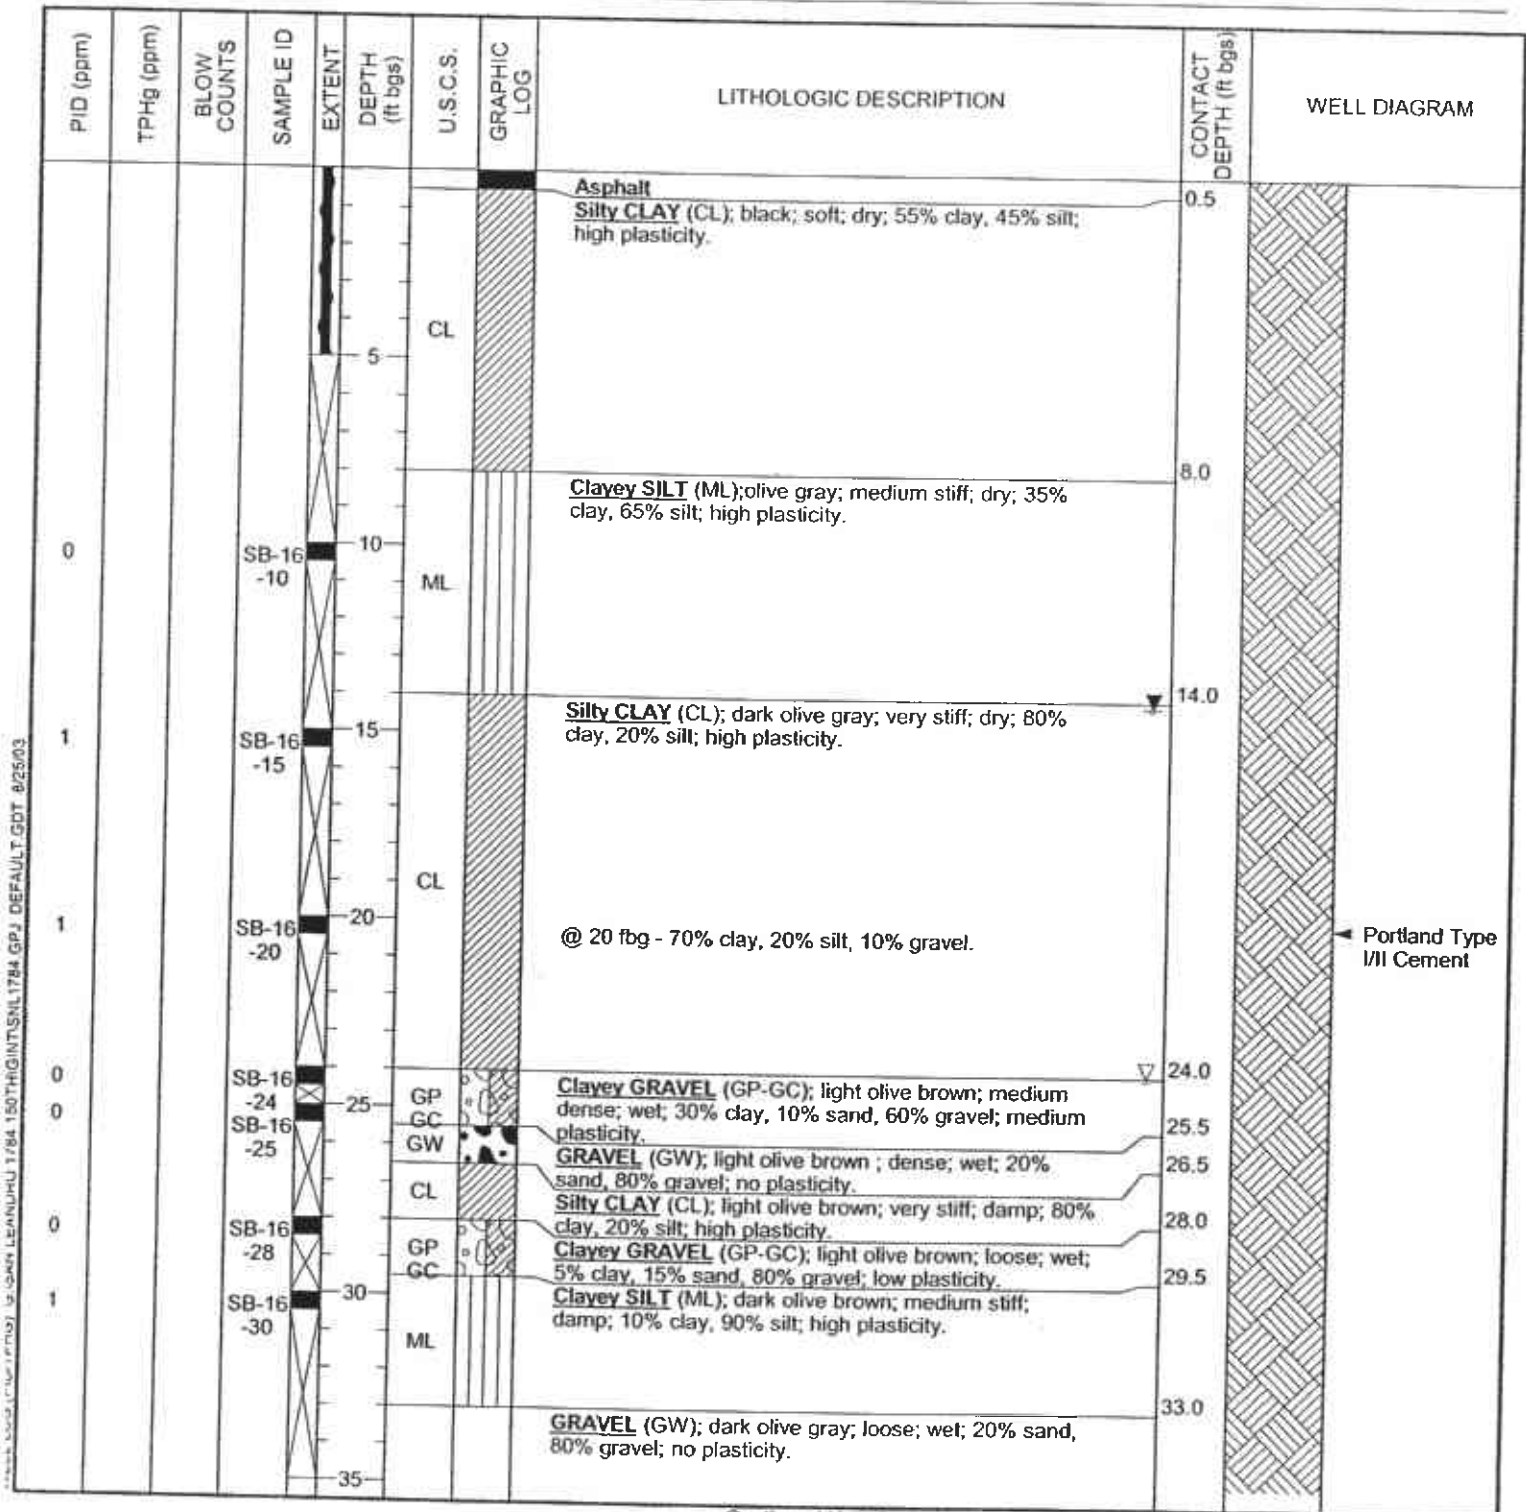 PID (ppm)
TPHg (ppm)
BLOW
COUNTS
SAMPLE ID
EXTENT
DEPTH
(ft bgs)
U.S.C.S.
GRAPHIC
LOG
LITHOLOGIC DESCRIPTION
CONTACT
DEPTH (ft bgs)
WELL DIAGRAM
Asphalt
0.5
Silty CLAY (CL); black; soft; dry; 55% clay, 45% silt;
high plasticity.
CL
5
8.0
Clayey SILT (ML);olive gray; medium stiff; dry; 35%
clay, 65% silt; high plasticity.
0
SB-16
-10
10
ML
14.0
Silty CLAY (CL); dark olive gray; very stiff; dry; 80%
clay, 20% silt; high plasticity.
1
SB-16
-15
15
CL
1
SB-16
-20
20
@ 20 fbg - 70% clay, 20% silt, 10% gravel.
Portland Type
I/II Cement
24.0
0
SB-16
-24
GP
GC
Clayey GRAVEL (GP-GC); light olive brown; medium
dense; wet; 30% clay, 10% sand, 60% gravel; medium
plasticity.
0
SB-16
-25
25
25.5
GW
GRAVEL (GW); light olive brown ; dense; wet; 20%
sand, 80% gravel; no plasticity.
26.5
CL
Silty CLAY (CL); light olive brown; very stiff; damp; 80%
clay, 20% silt; high plasticity.
28.0
0
SB-16
-28
GP
GC
Clayey GRAVEL (GP-GC); light olive brown; loose; wet;
5% clay, 15% sand, 80% gravel; low plasticity.
29.5
1
SB-16
-30
30
Clayey SILT (ML); dark olive brown; medium stiff;
damp; 10% clay, 90% silt; high plasticity.
ML
33.0
GRAVEL (GW); dark olive gray; loose; wet; 20% sand,
80% gravel; no plasticity.
35
DEFAULT.GDT 8/25/03